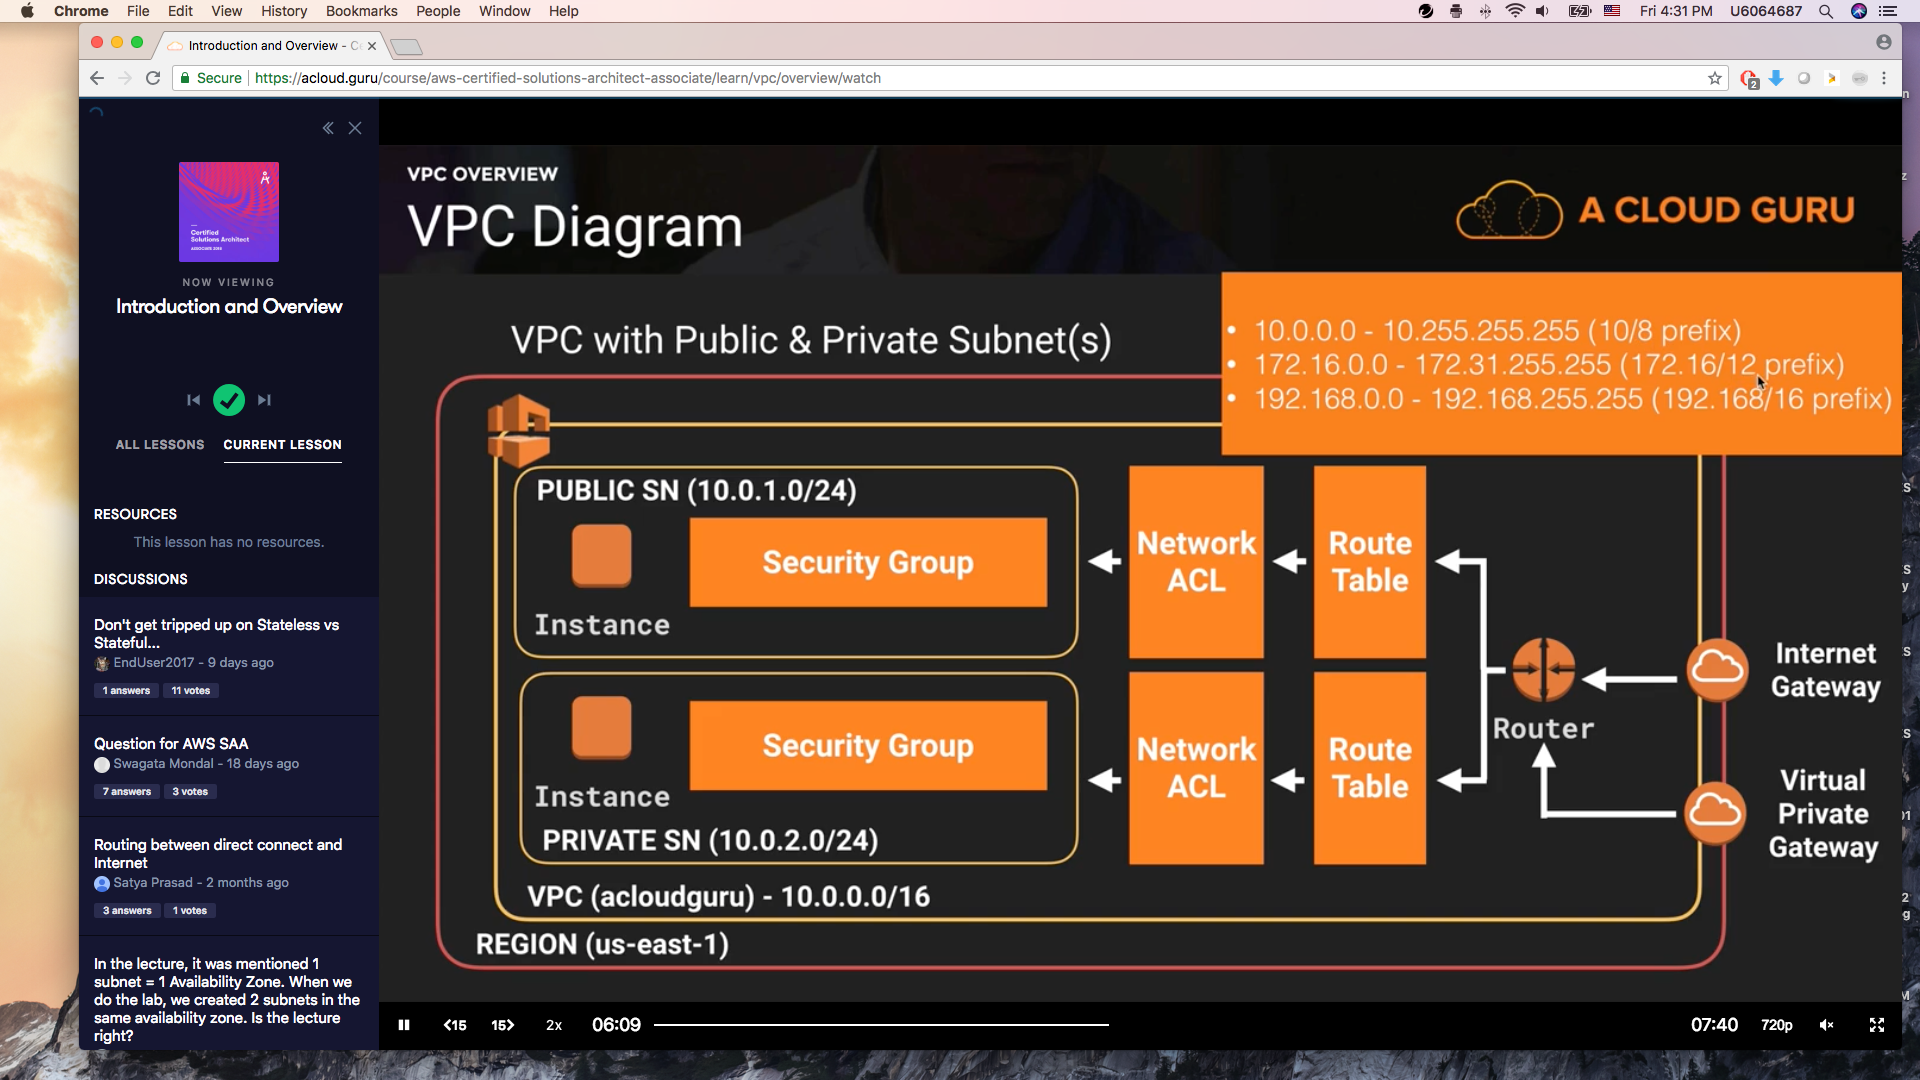 Chrome File Edit View History Bookmarks People Window Help
Fri 4:31 PM U6064687
Introduction and Overview - C
Secure https://acloud.guru/course/aws-certified-solutions-architect-associate/learn/vpc/overview/watch
2
Certified
Solutions Architect
ASSOCIATE 2018
NOW VIEWING
Introduction and Overview
ALL LESSONS CURRENT LESSON
RESOURCES
This lesson has no resources.
DISCUSSIONS
Don't get tripped up on Stateless vs
Stateful...
EndUser2017 - 9 days ago
1 answers 11 votes
Question for AWS SAA
Swagata Mondal - 18 days ago
7 answers 3 votes
Routing between direct connect and
Internet
Satya Prasad - 2 months ago
3 answers 1 votes
In the lecture, it was mentioned 1
subnet = 1 Availability Zone. When we
do the lab, we created 2 subnets in the
same availability zone. Is the lecture
right?
VPC OVERVIEW
VPC Diagram
A CLOUD GURU
VPC with Public & Private Subnet(s)
• 10.0.0.0 - 10.255.255.255 (10/8 prefix)
• 172.16.0.0 - 172.31.255.255 (172.16/12 prefix)
• 192.168.0.0 - 192.168.255.255 (192.168/16 prefix)
PUBLIC SN (10.0.1.0/24)
Security Group
Instance
Network
ACL
Route
Table
Internet
Gateway
Router
Security Group
Instance
PRIVATE SN (10.0.2.0/24)
Network
ACL
Route
Table
Virtual
Private
Gateway
VPC (acloudguru) - 10.0.0.0/16
REGION (us-east-1)
15 15 2x 06:09 07:40 720p